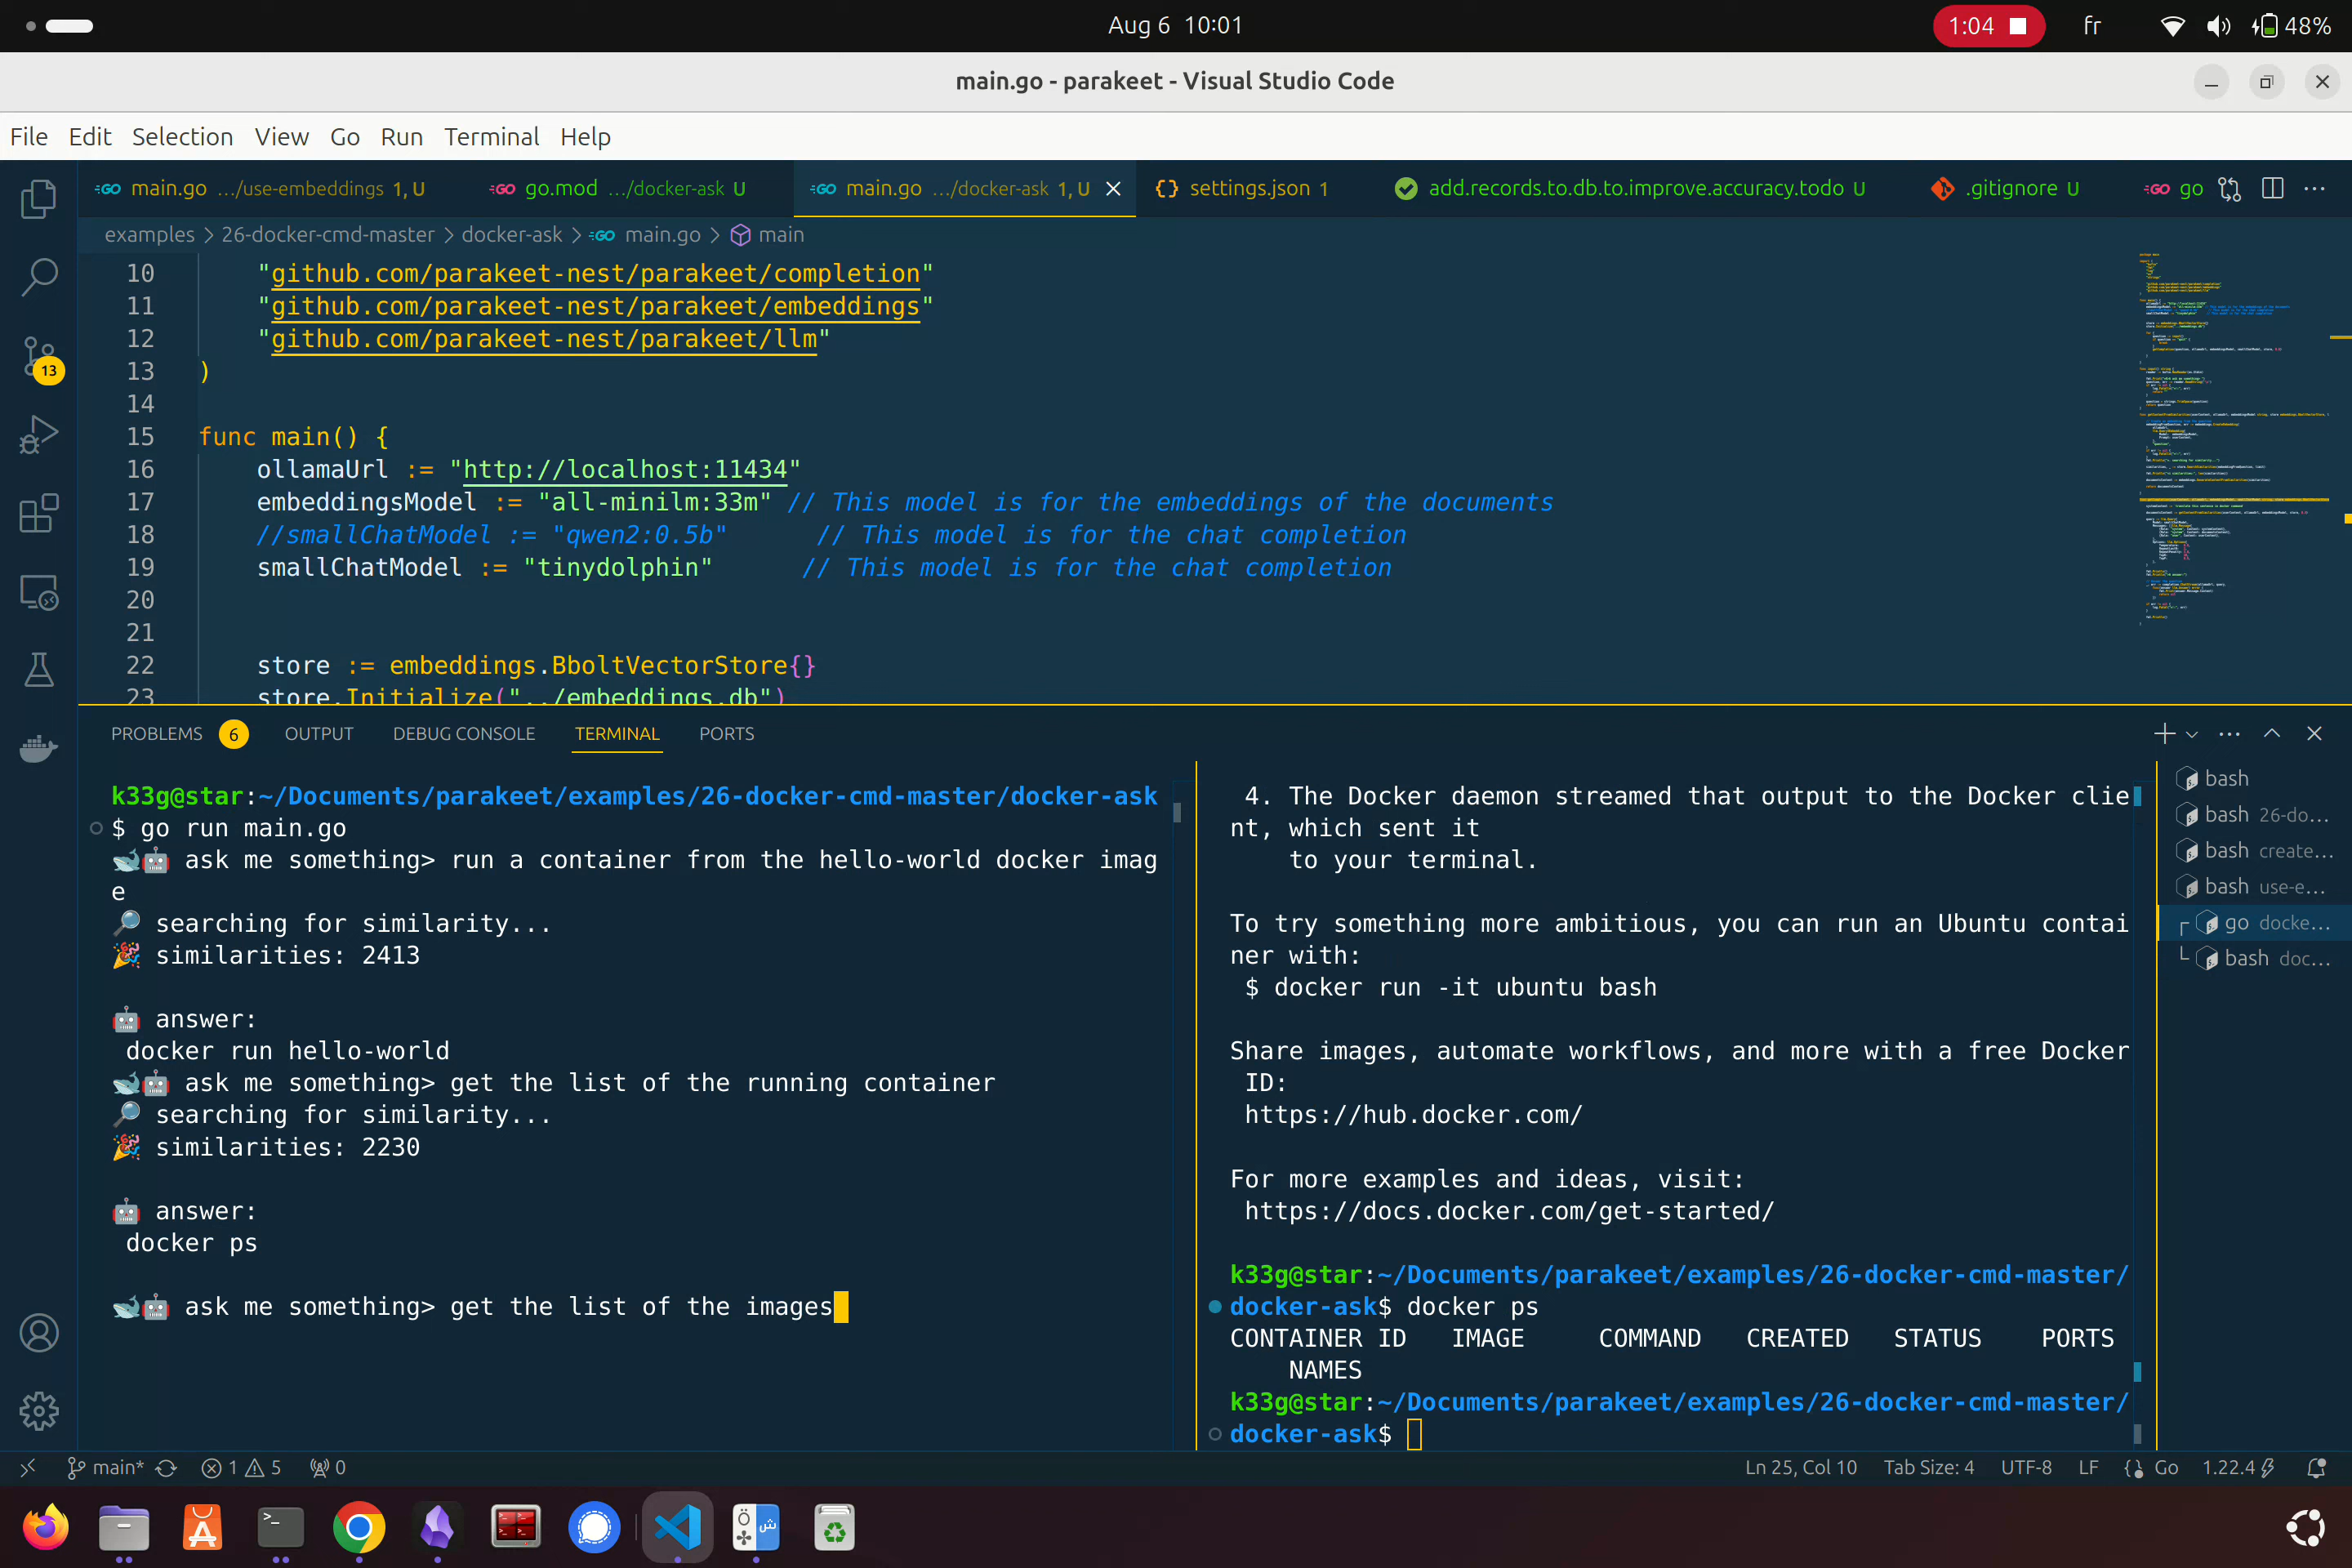 Aug 6 10:01
1:04
fr
48%
main.go - parakeet - Visual Studio Code
File Edit Selection View Go Run Terminal Help
main.go .../use-embeddings 1, U
go.mod .../docker-ask U
main.go .../docker-ask 1, U
{} settings.json 1
add.records.to.db.to.improve.accuracy.todo U
.gitignore U
go
examples > 26-docker-cmd-master > docker-ask > main.go > main
10 "github.com/parakeet-nest/parakeet/completion"
11 "github.com/parakeet-nest/parakeet/embeddings"
12 "github.com/parakeet-nest/parakeet/llm"
13 )
14
15 func main() {
16 ollamaUrl := "http://localhost:11434"
17 embeddingsModel := "all-minilm:33m" // This model is for the embeddings of the documents
18 //smallChatModel := "qwen2:0.5b" // This model is for the chat completion
19 smallChatModel := "tinydolphin" // This model is for the chat completion
20
21
22 store := embeddings.BboltVectorStore{}
23 store.Initialize("../embeddings.db")
13
PROBLEMS 6 OUTPUT DEBUG CONSOLE TERMINAL PORTS
k33g@star:~/Documents/parakeet/examples/26-docker-cmd-master/docker-ask
$ go run main.go
🐳🤖 ask me something> run a container from the hello-world docker imag
e
🔎 searching for similarity...
🎉 similarities: 2413
🤖 answer:
docker run hello-world
🐳🤖 ask me something> get the list of the running container
🔎 searching for similarity...
🎉 similarities: 2230
🤖 answer:
docker ps
🐳🤖 ask me something> get the list of the images
4. The Docker daemon streamed that output to the Docker clie
nt, which sent it
to your terminal.
To try something more ambitious, you can run an Ubuntu contai
ner with:
$ docker run -it ubuntu bash
Share images, automate workflows, and more with a free Docker
ID:
https://hub.docker.com/
For more examples and ideas, visit:
https://docs.docker.com/get-started/
k33g@star:~/Documents/parakeet/examples/26-docker-cmd-master/
docker-ask$ docker ps
CONTAINER ID IMAGE COMMAND CREATED STATUS PORTS
NAMES
k33g@star:~/Documents/parakeet/examples/26-docker-cmd-master/
docker-ask$
bash
bash 26-do...
bash create...
bash use-e...
go docke...
bash doc...
main* 1 5 0
Ln 25, Col 10 Tab Size: 4 UTF-8 LF Go 1.22.4